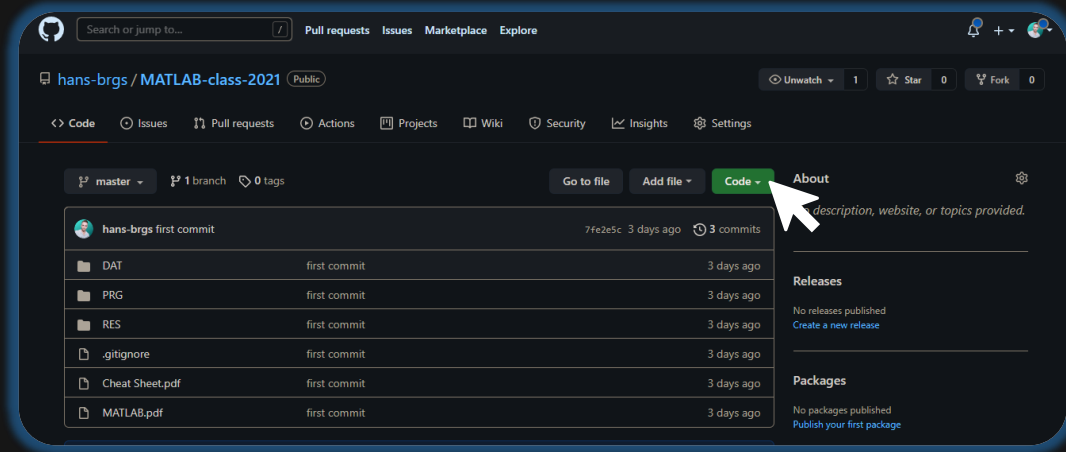 Search or jump to... / Pull requests Issues Marketplace Explore
hans-brgs / MATLAB-class-2021 Public Unwatch 1 Star 0 Fork 0
Code Issues Pull requests Actions Projects Wiki Security Insights Settings
master 1 branch 0 tags Go to file Add file Code About
description, website, or topics provided.
hans-brgs first commit 7fe2e5c 3 days ago 3 commits
DAT first commit 3 days ago
PRG first commit 3 days ago
RES first commit 3 days ago
.gitignore first commit 3 days ago
Cheat Sheet.pdf first commit 3 days ago
MATLAB.pdf first commit 3 days ago
Releases
No releases published
Create a new release
Packages
No packages published
Publish your first package